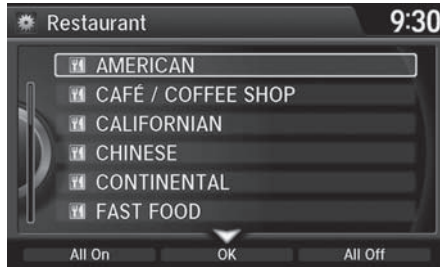 Restaurant 9:30
AMERICAN
CAFÉ / COFFEE SHOP
CALIFORNIAN
CHINESE
CONTINENTAL
FAST FOOD
All On OK All Off